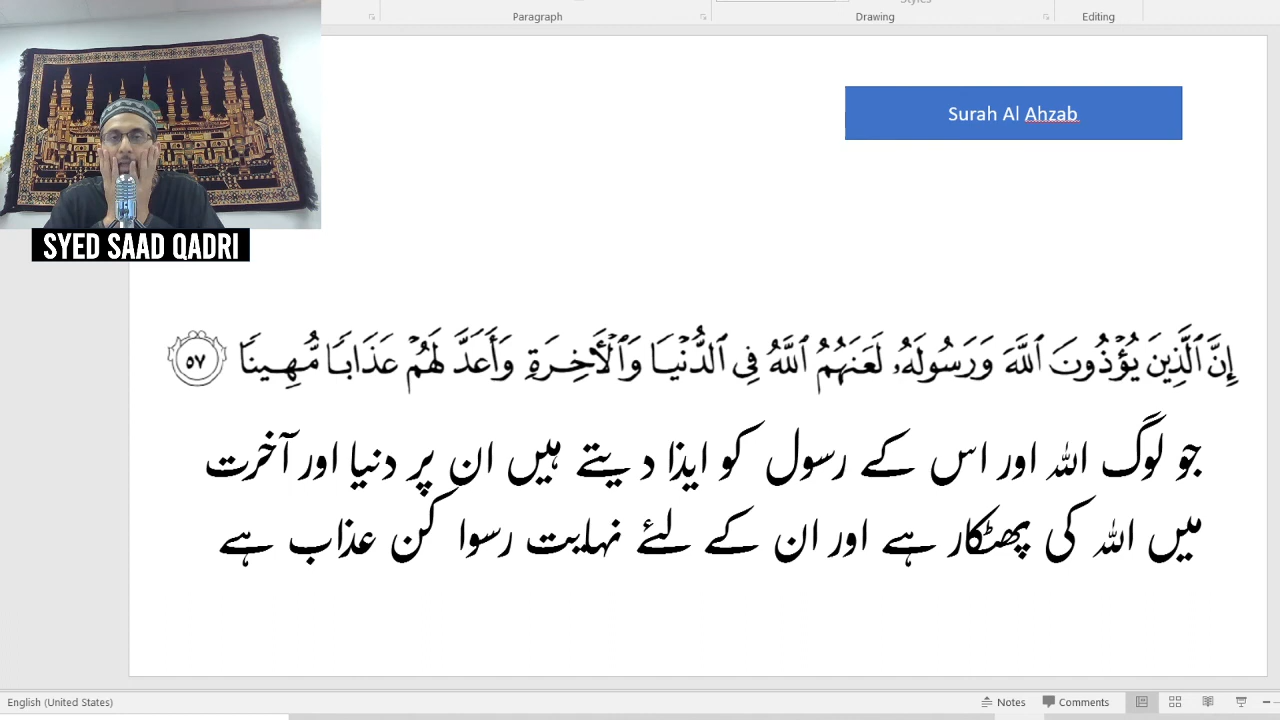 Styles
Paragraph
Drawing
Editing
Surah Al Ahzab
SYED SAAD QADRI
إِنَّ ٱلَّذِينَ يُؤْذُونَ ٱللَّهَ وَرَسُولَهُۥ لَعَنَهُمُ ٱللَّهُ فِى ٱلدُّنْيَا وَٱلْأَخِرَةِ وَأَعَدَّ لَهُمْ عَذَابًا مُّهِينًا ٥٧
جو لوگ اللہ اور اس کے رسول کو ایذا دیتے ہیں ان پر دنیا اور آخرت
میں اللہ کی پھٹکار ہے اور ان کے لئے نہایت رسوا کن عذاب ہے
English (United States)
Notes
Comments